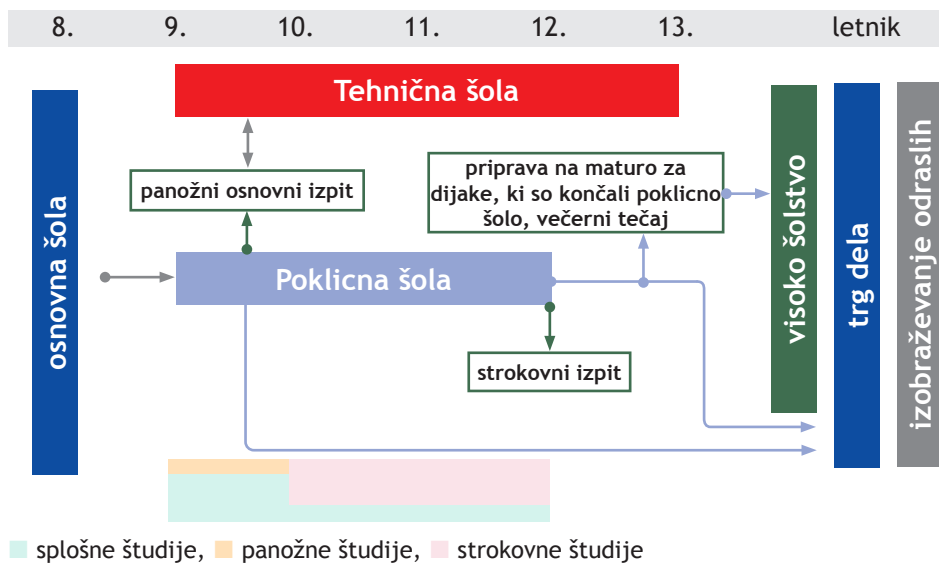 8. 9. 10. 11. 12. 13. letnik
Tehnična šola
panožni osnovni izpit
priprava na maturo za
dijake, ki so končali poklicno
šolo, večerni tečaj
osnovna šola
Poklicna šola
strokovni izpit
visoko šolstvo
trg dela
izobraževanje odraslih
splošne študije, panožne študije, strokovne študije